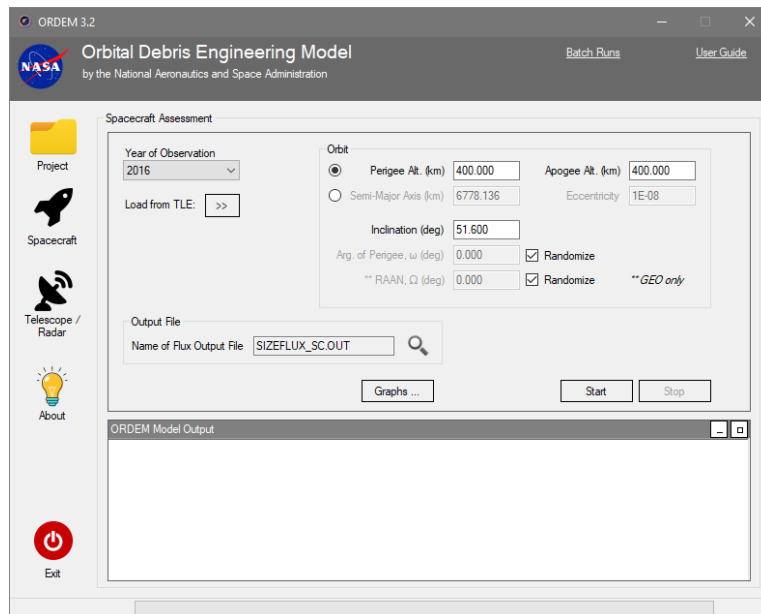 ORDEM 3.2
NASA
Orbital Debris Engineering Model
by the National Aeronautics and Space Administration
Batch Runs
User Guide
Project
Spacecraft
Telescope /
Radar
About
Exit
Spacecraft Assessment
Year of Observation
2016
Load from TLE: >>
Orbit
Perigee Alt. (km) 400.000 Apogee Alt. (km) 400.000
Semi-Major Axis (km) 6778.136 Eccentricity 1E-08
Inclination (deg) 51.600
Arg. of Perigee, ω (deg) 0.000 Randomize
** RAAN, Ω (deg) 0.000 Randomize **GEO only
Output File
Name of Flux Output File SIZEFLUX_SC.OUT
Graphs ... Start Stop
ORDEM Model Output